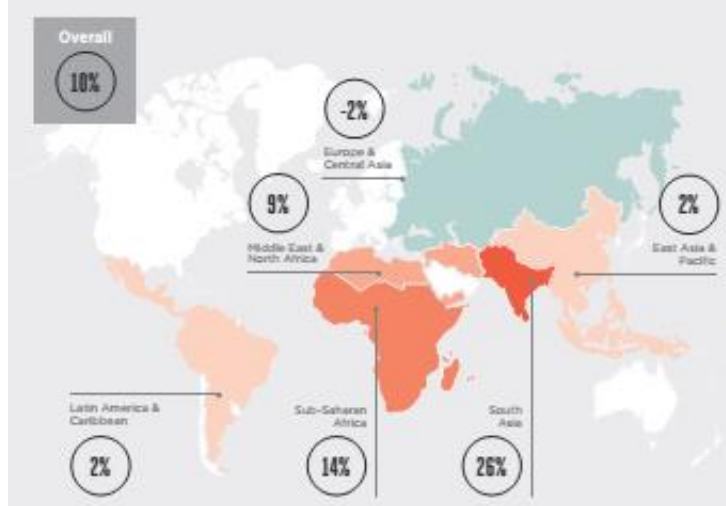 Overall
10%
-2%
Europe &
Central Asia
9%
Middle East &
North Africa
2%
East Asia &
Pacific
Latin America &
Caribbean
2%
Sub-Saharan
Africa
14%
South
Asia
26%